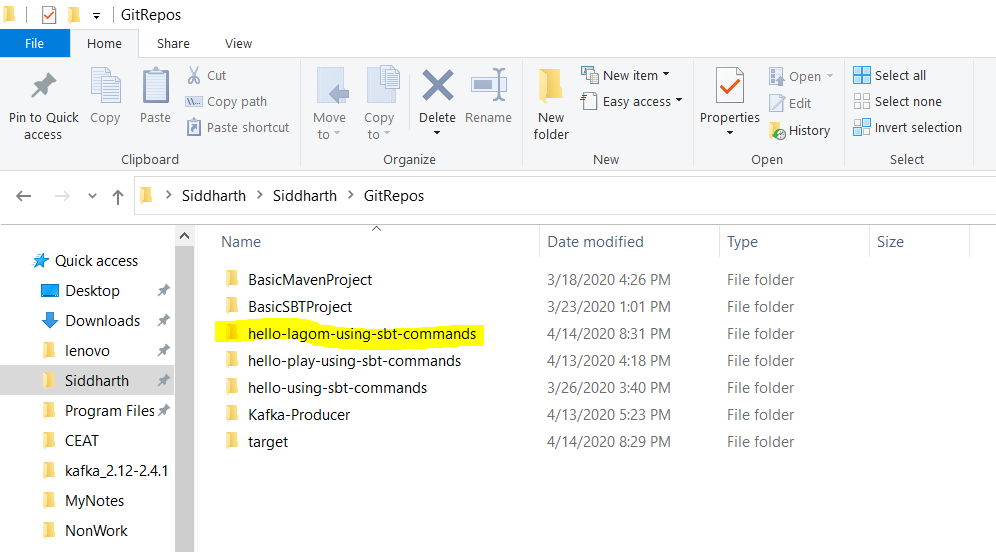 GitRepos
File Home Share View
Pin to Quick access
Copy
Paste
Cut
Copy path
Paste shortcut
Clipboard
Move to
Copy to
Delete
Rename
Organize
New folder
New item
Easy access
New
Properties
Open
Edit
History
Open
Select all
Select none
Invert selection
Select
Siddharth > Siddharth > GitRepos
Quick access
Desktop
Downloads
lenovo
Siddharth
Program Files
CEAT
kafka_2.12-2.4.1
MyNotes
NonWork
Name Date modified Type Size
BasicMavenProject 3/18/2020 4:26 PM File folder
BasicSBTProject 3/23/2020 1:01 PM File folder
hello-lagom-using-sbt-commands 4/14/2020 8:31 PM File folder
hello-play-using-sbt-commands 4/13/2020 4:18 PM File folder
hello-using-sbt-commands 3/26/2020 3:40 PM File folder
Kafka-Producer 4/13/2020 5:23 PM File folder
target 4/14/2020 8:29 PM File folder